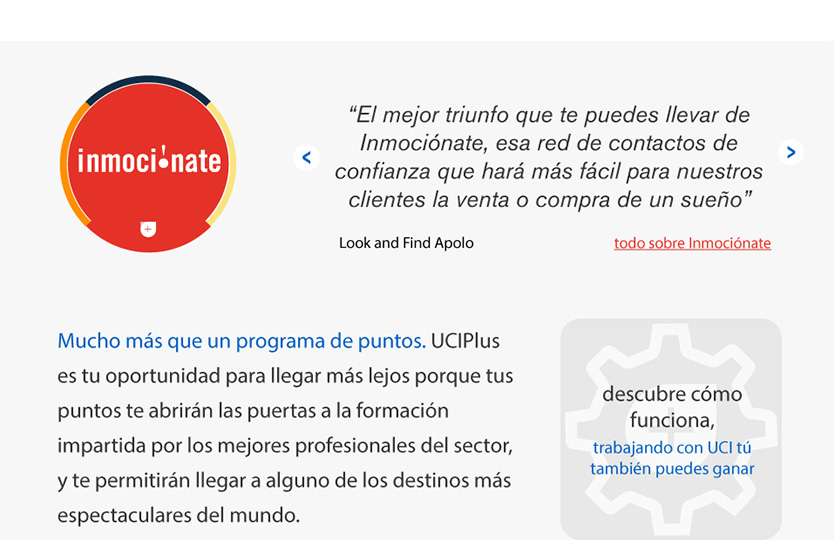 inmoci!nate
“El mejor triunfo que te puedes llevar de
Inmociónate, esa red de contactos de
confianza que hará más fácil para nuestros
clientes la venta o compra de un sueño”
Look and Find Apolo
todo sobre Inmociónate
Mucho más que un programa de puntos. UCIPlus
es tu oportunidad para llegar más lejos porque tus
puntos te abrirán las puertas a la formación
impartida por los mejores profesionales del sector,
y te permitirán llegar a alguno de los destinos más
espectaculares del mundo.
descubre cómo
funciona,
trabajando con UCI tú
también puedes ganar